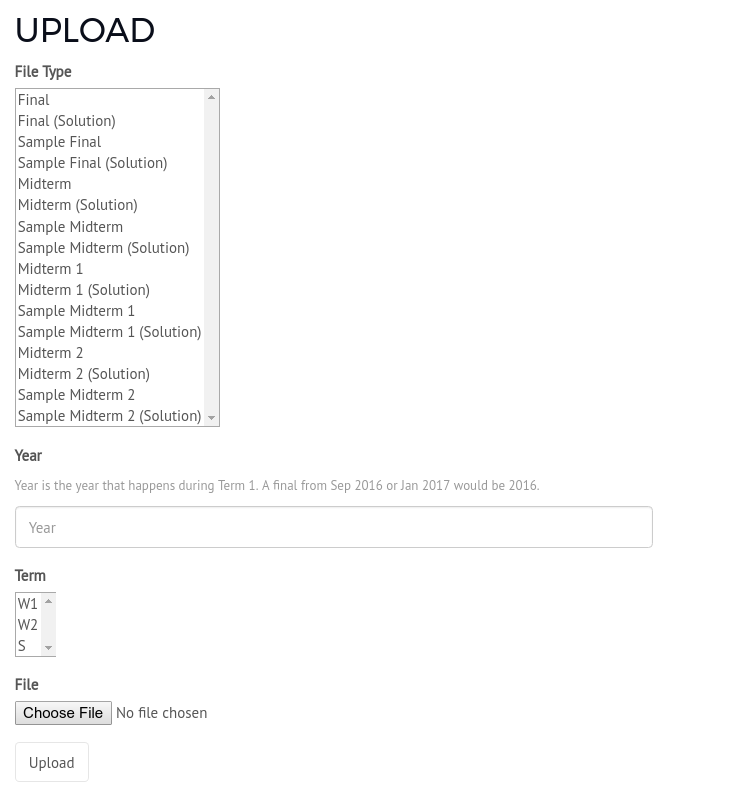 UPLOAD
File Type
Final
Final (Solution)
Sample Final
Sample Final (Solution)
Midterm
Midterm (Solution)
Sample Midterm
Sample Midterm (Solution)
Midterm 1
Midterm 1 (Solution)
Sample Midterm 1
Sample Midterm 1 (Solution)
Midterm 2
Midterm 2 (Solution)
Sample Midterm 2
Sample Midterm 2 (Solution)
Year
Year is the year that happens during Term 1. A final from Sep 2016 or Jan 2017 would be 2016.
Year
Term
W1
W2
S
File
Choose File No file chosen
Upload